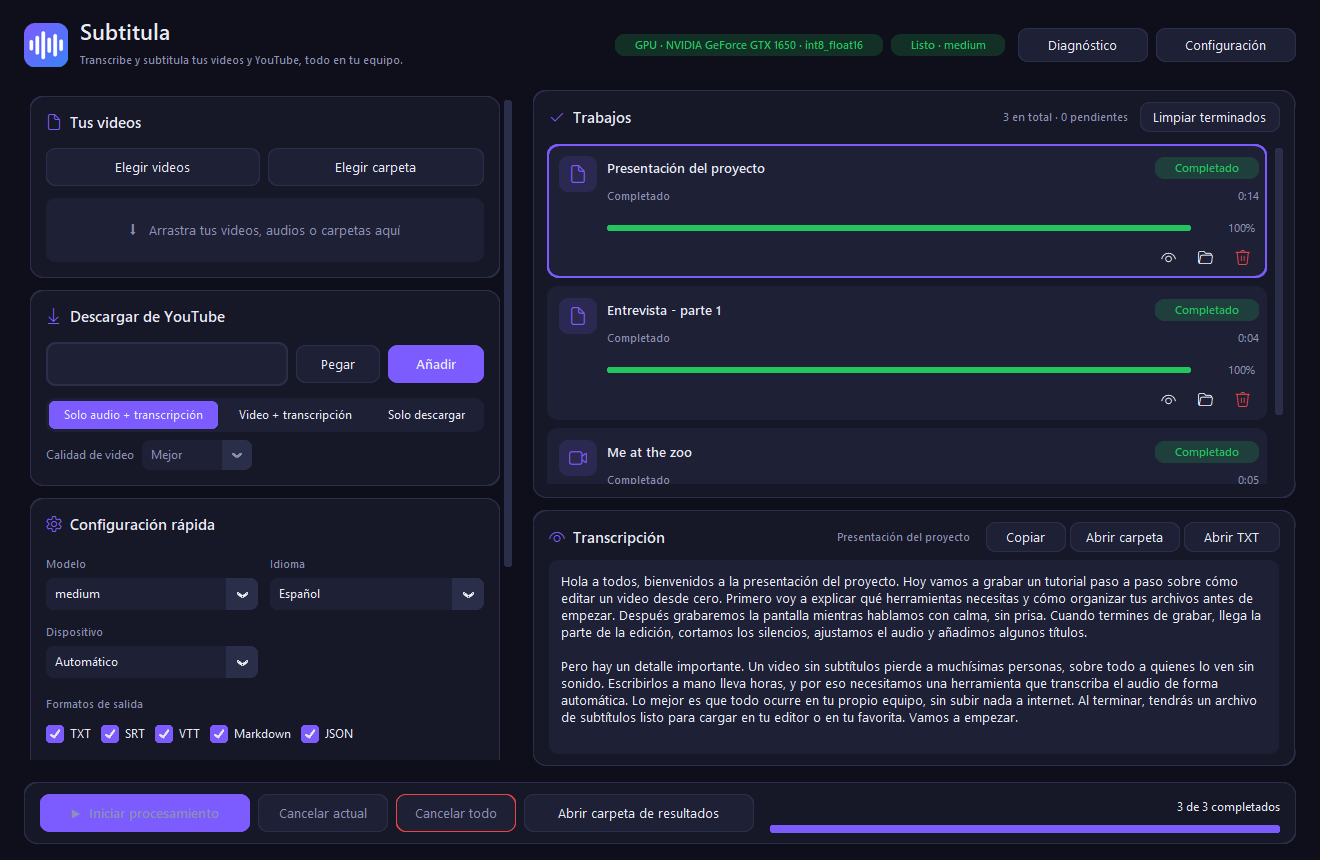 Subtitula
Transcribe y subtitula tus videos y YouTube, todo en tu equipo.
GPU · NVIDIA GeForce GTX 1650 · int8_float16
Listo · medium
Diagnóstico
Configuración
Tus videos
Elegir videos
Elegir carpeta
Arrastra tus videos, audios o carpetas aquí
Descargar de YouTube
Pegar
Añadir
Solo audio + transcripción
Video + transcripción
Solo descargar
Calidad de video
Mejor
Configuración rápida
Modelo
Idioma
medium
Español
Dispositivo
Automático
Formatos de salida
TXT
SRT
VTT
Markdown
JSON
Trabajos
3 en total · 0 pendientes
Limpiar terminados
Presentación del proyecto
Completado
Completado
0:14
100%
Entrevista - parte 1
Completado
Completado
0:04
100%
Me at the zoo
Completado
Completado
0:05
Transcripción
Presentación del proyecto
Copiar
Abrir carpeta
Abrir TXT
Hola a todos, bienvenidos a la presentación del proyecto. Hoy vamos a grabar un tutorial paso a paso sobre cómo
editar un video desde cero. Primero voy a explicar qué herramientas necesitas y cómo organizar tus archivos antes de
empezar. Después grabaremos la pantalla mientras hablamos con calma, sin prisa. Cuando termines de grabar, llega la
parte de la edición, cortamos los silencios, ajustamos el audio y añadimos algunos títulos.
Pero hay un detalle importante. Un video sin subtítulos pierde a muchísimas personas, sobre todo a quienes lo ven sin
sonido. Escribirlos a mano lleva horas, y por eso necesitamos una herramienta que transcriba el audio de forma
automática. Lo mejor es que todo ocurre en tu propio equipo, sin subir nada a internet. Al terminar, tendrás un archivo
de subtítulos listo para cargar en tu editor o en tu favorita. Vamos a empezar.
Iniciar procesamiento
Cancelar actual
Cancelar todo
Abrir carpeta de resultados
3 de 3 completados